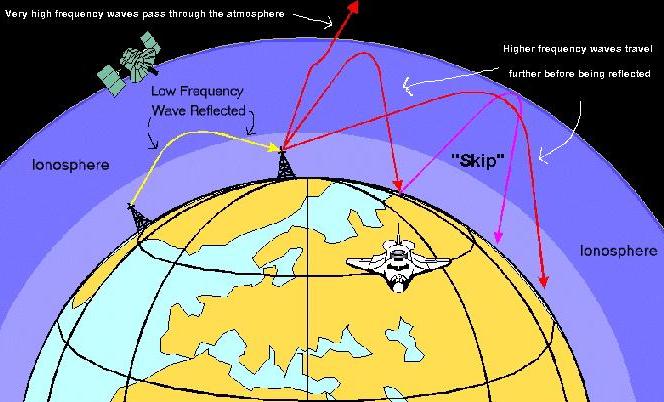 Very high frequency waves pass through the atmosphere
Higher frequency waves travel
further before being reflected
Low Frequency
Wave Reflected
Ionosphere
"Skip"
Ionosphere